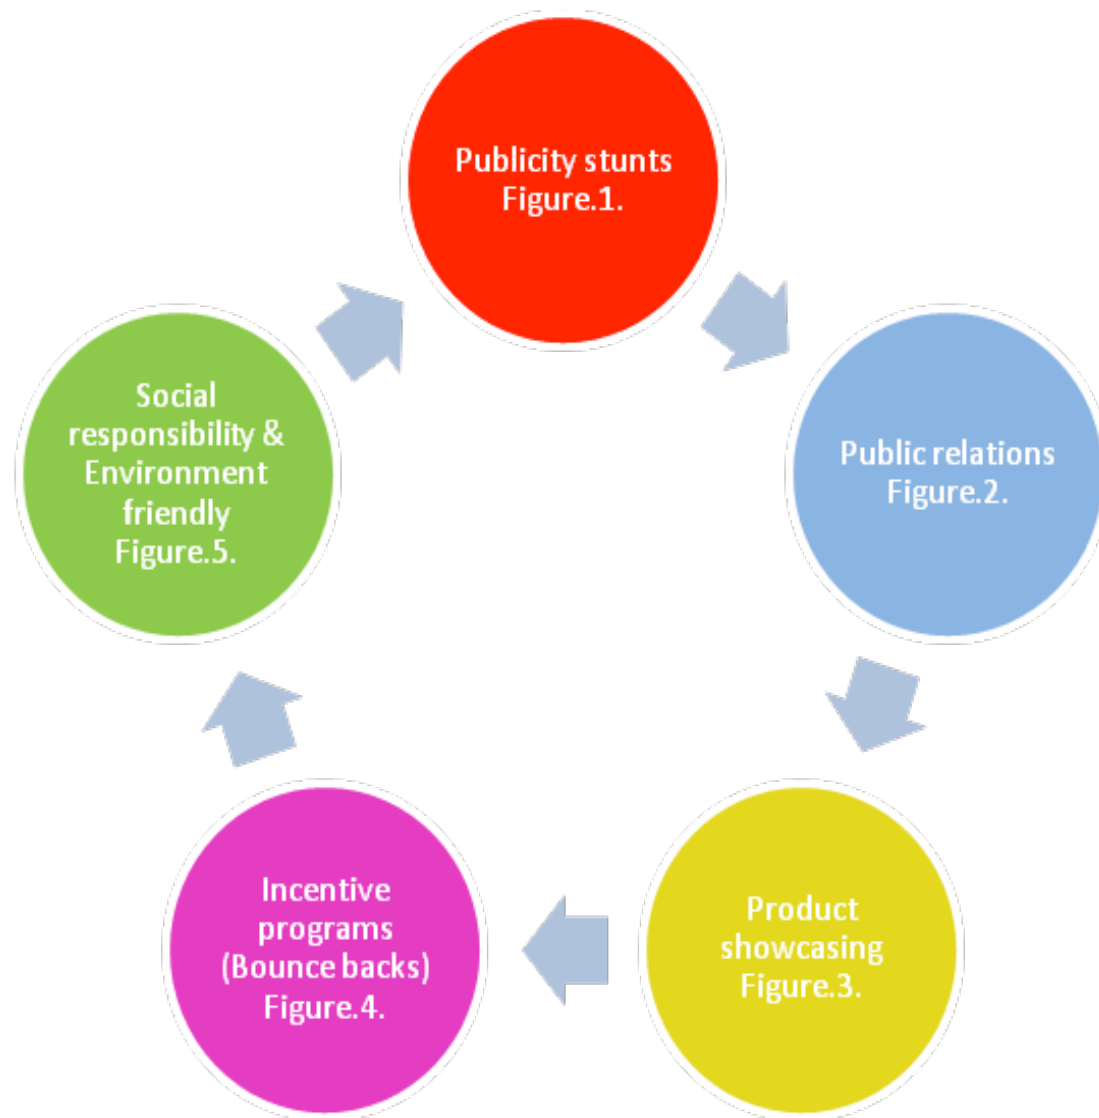 Publicity stunts
Figure.1.
Public relations
Figure.2.
Product
showcasing
Figure.3.
Incentive
programs
(Bounce backs)
Figure.4.
Social
responsibility &
Environment
friendly
Figure.5.